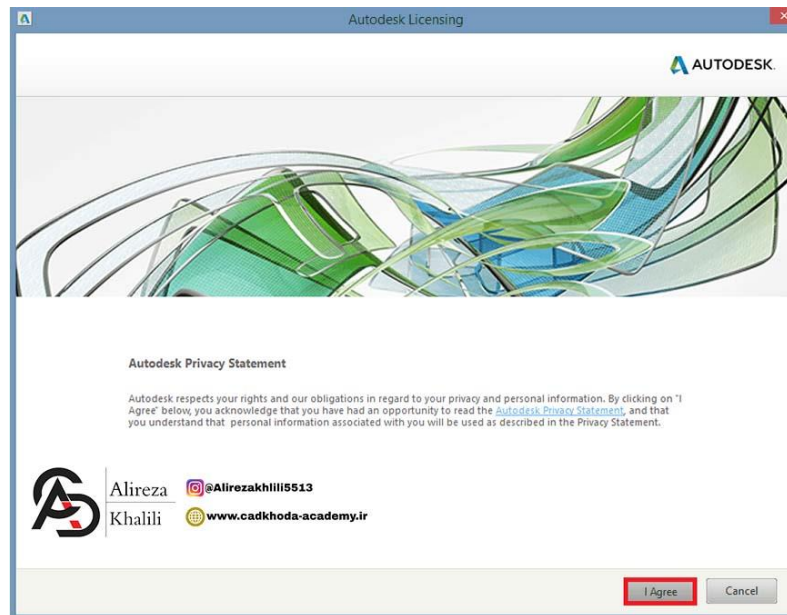 Autodesk Licensing
AUTODESK.
Autodesk Privacy Statement
Autodesk respects your rights and our obligations in regard to your privacy and personal information. By clicking on "I
Agree" below, you acknowledge that you have had an opportunity to read the Autodesk Privacy Statement, and that
you understand that personal information associated with you will be used as described in the Privacy Statement.
Alireza
Khalili
@Alirezakhlili5513
www.cadkhoda-academy.ir
I Agree
Cancel